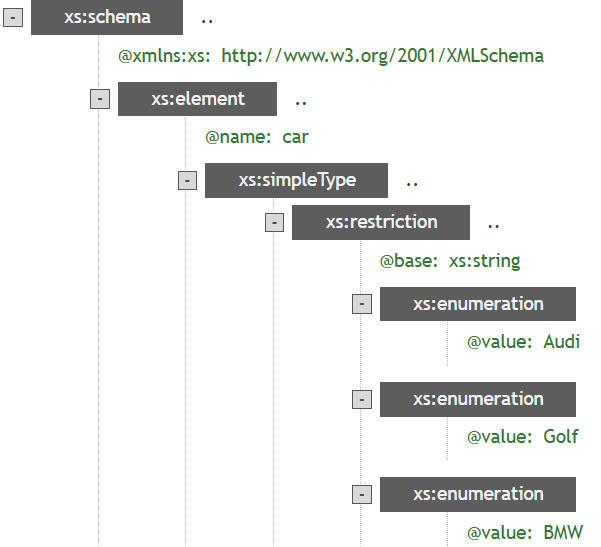 - xs:schema ..
@xmlns:xs: http://www.w3.org/2001/XMLSchema
- xs:element ..
@name: car
- xs:simpleType ..
- xs:restriction ..
@base: xs:string
- xs:enumeration
@value: Audi
- xs:enumeration
@value: Golf
- xs:enumeration
@value: BMW